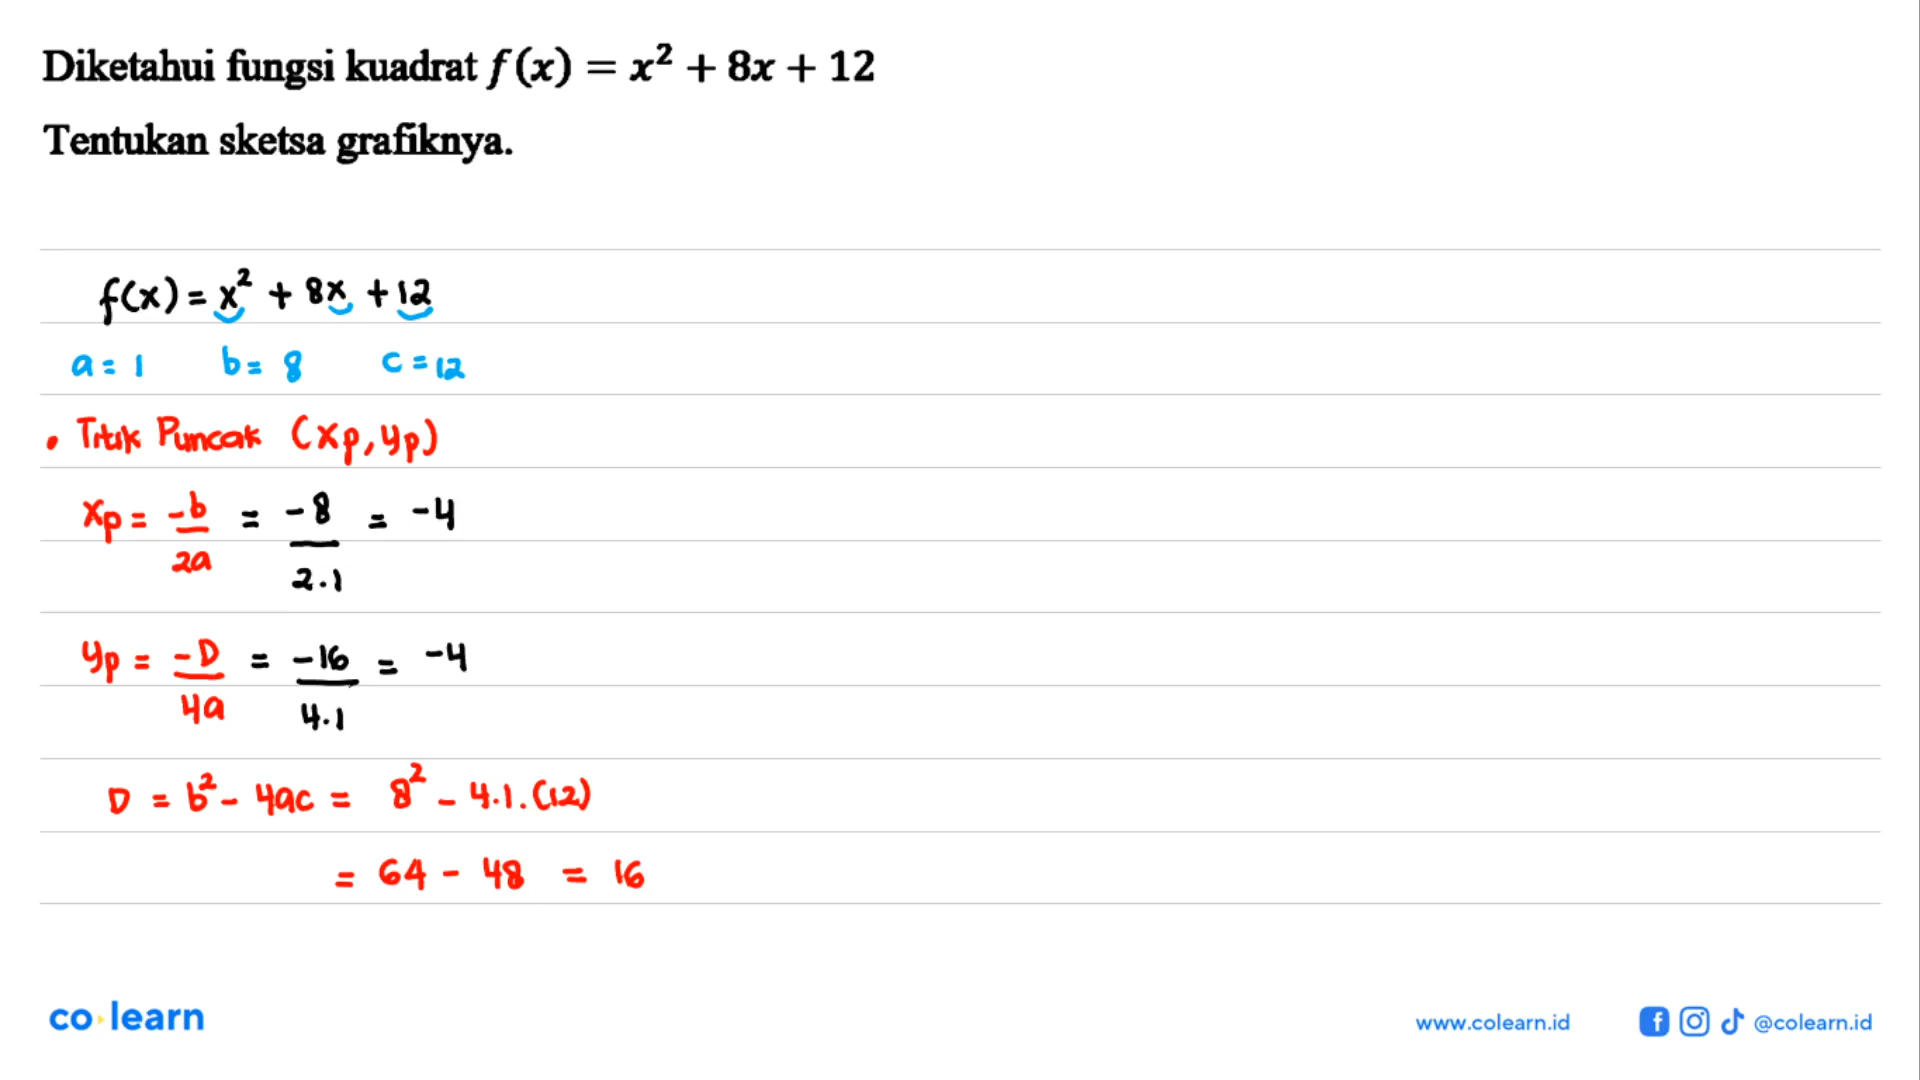 Diketahui fungsi kuadrat f(x) = x² + 8x + 12
Tentukan sketsa grafiknya.
f(x) = x² + 8x + 12
a = 1 b = 8 c = 12
• Titik Puncak (xp, yp)
xp = -b/2a = -8/2.1 = -4
yp = -D/4a = -16/4.1 = -4
D = b² - 4ac = 8² - 4.1.(12)
= 64 - 48 = 16
co learn
www.colearn.id
@colearn.id